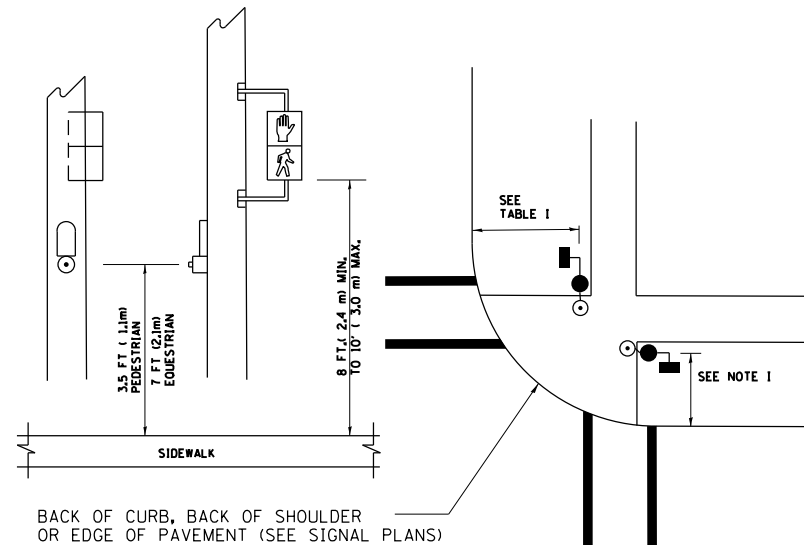 SEE
TABLE I
3.5 FT ( 1.1m)
PEDESTRIAN
7 FT (2.1m)
EQUESTRIAN
8 FT.( 2.4 m) MIN.
TO 10' ( 3.0 m) MAX.
SEE NOTE I
SIDEWALK
BACK OF CURB, BACK OF SHOULDER
OR EDGE OF PAVEMENT (SEE SIGNAL PLANS)